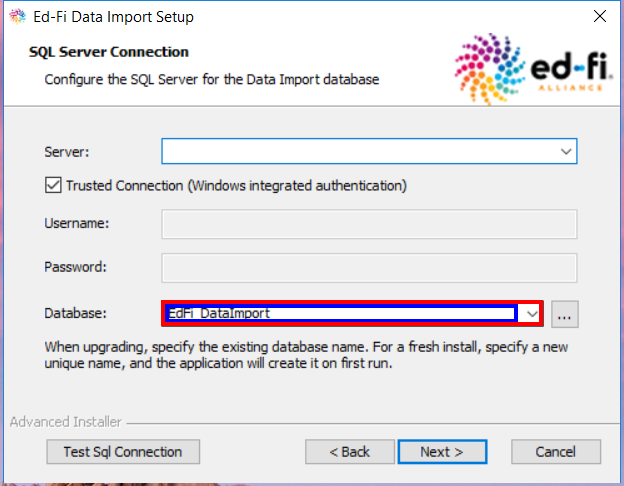 Ed-Fi Data Import Setup
SQL Server Connection
Configure the SQL Server for the Data Import database
ed-fi
ALLIANCE
Server:
Trusted Connection (Windows integrated authentication)
Username:
Password:
Database: EdFi_DataImport ...
When upgrading, specify the existing database name. For a fresh install, specify a new
unique name, and the application will create it on first run.
Advanced Installer
Test Sql Connection < Back Next > Cancel